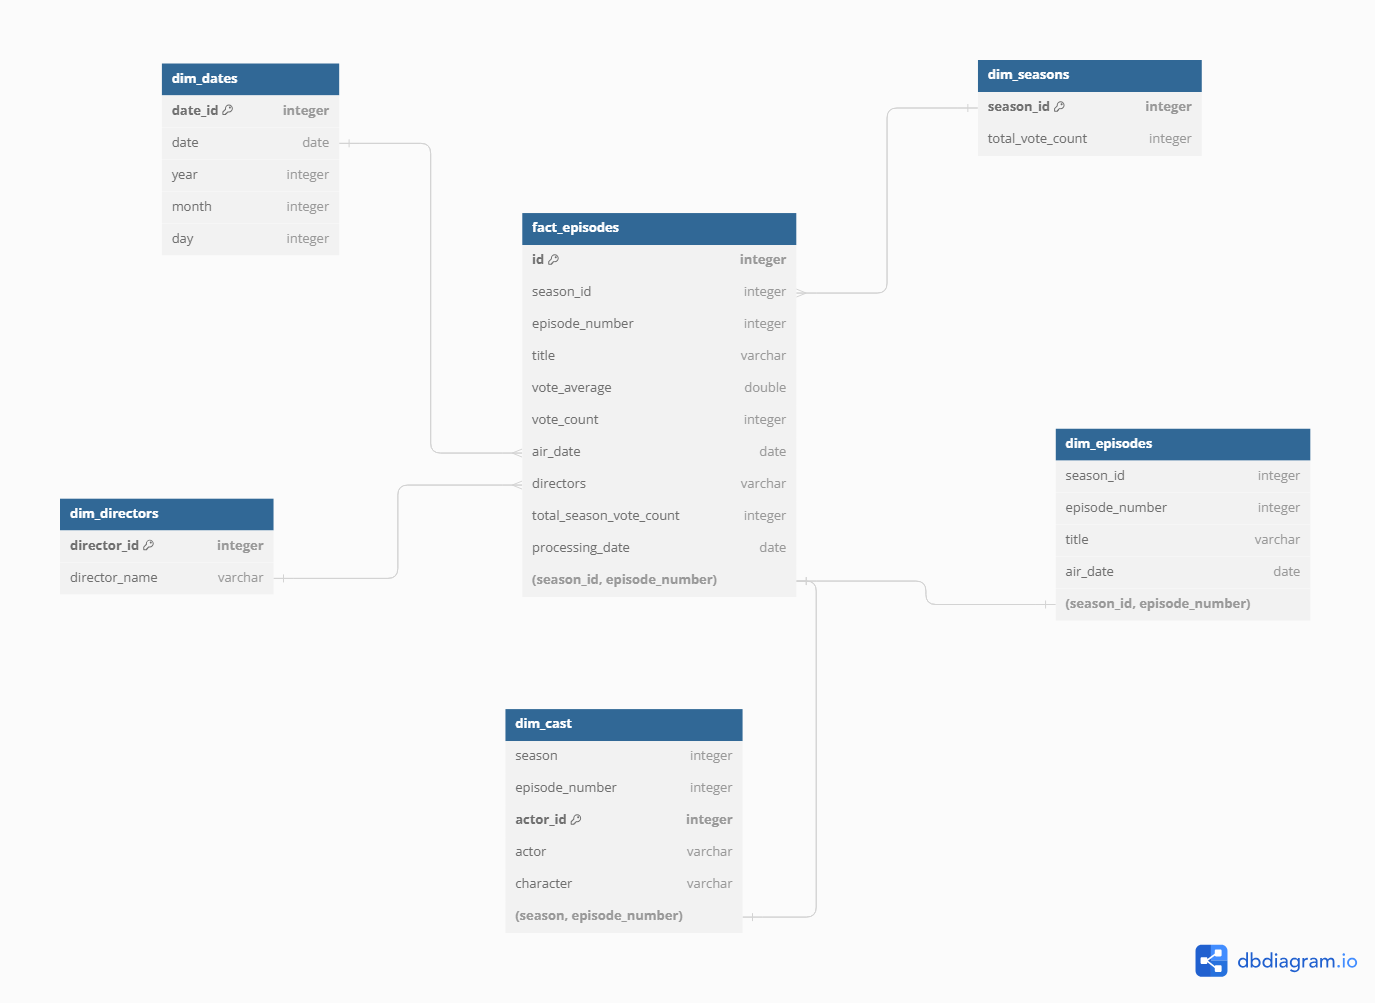 dim_dates
date_id integer
date date
year integer
month integer
day integer
dim_seasons
season_id integer
total_vote_count integer
fact_episodes
id integer
season_id integer
episode_number integer
title varchar
vote_average double
vote_count integer
air_date date
directors varchar
total_season_vote_count integer
processing_date date
(season_id, episode_number)
dim_episodes
season_id integer
episode_number integer
title varchar
air_date date
(season_id, episode_number)
dim_directors
director_id integer
director_name varchar
dim_cast
season integer
episode_number integer
actor_id integer
actor varchar
character varchar
(season, episode_number)
dbdiagram.io